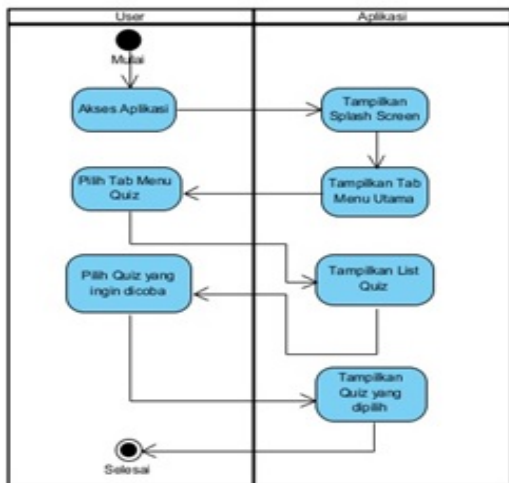 User
Aplikasi
Mulai
Akses Aplikasi
Tampilkan
Splash Screen
Tampilkan Tab
Menu Utama
Pilih Tab Menu
Quiz
Tampilkan List
Quiz
Pilih Quiz yang
ingin dicoba
Tampilkan
Quiz yang
dipilih
Selesai